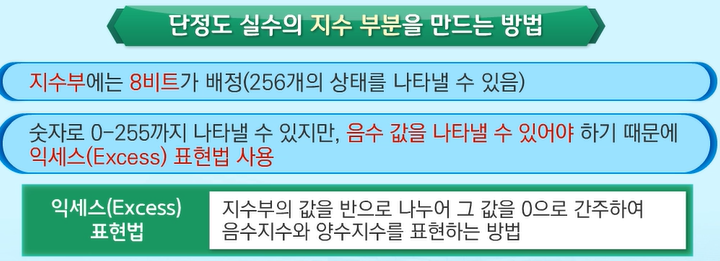 단정도 실수의 지수 부분을 만드는 방법
지수부에는 8비트가 배정(256개의 상태를 나타낼 수 있음)
숫자로 0-255까지 나타낼 수 있지만, 음수 값을 나타낼 수 있어야 하기 때문에
익세스(Excess) 표현법 사용
익세스(Excess)
표현법
지수부의 값을 반으로 나누어 그 값을 0으로 간주하여
음수지수와 양수지수를 표현하는 방법